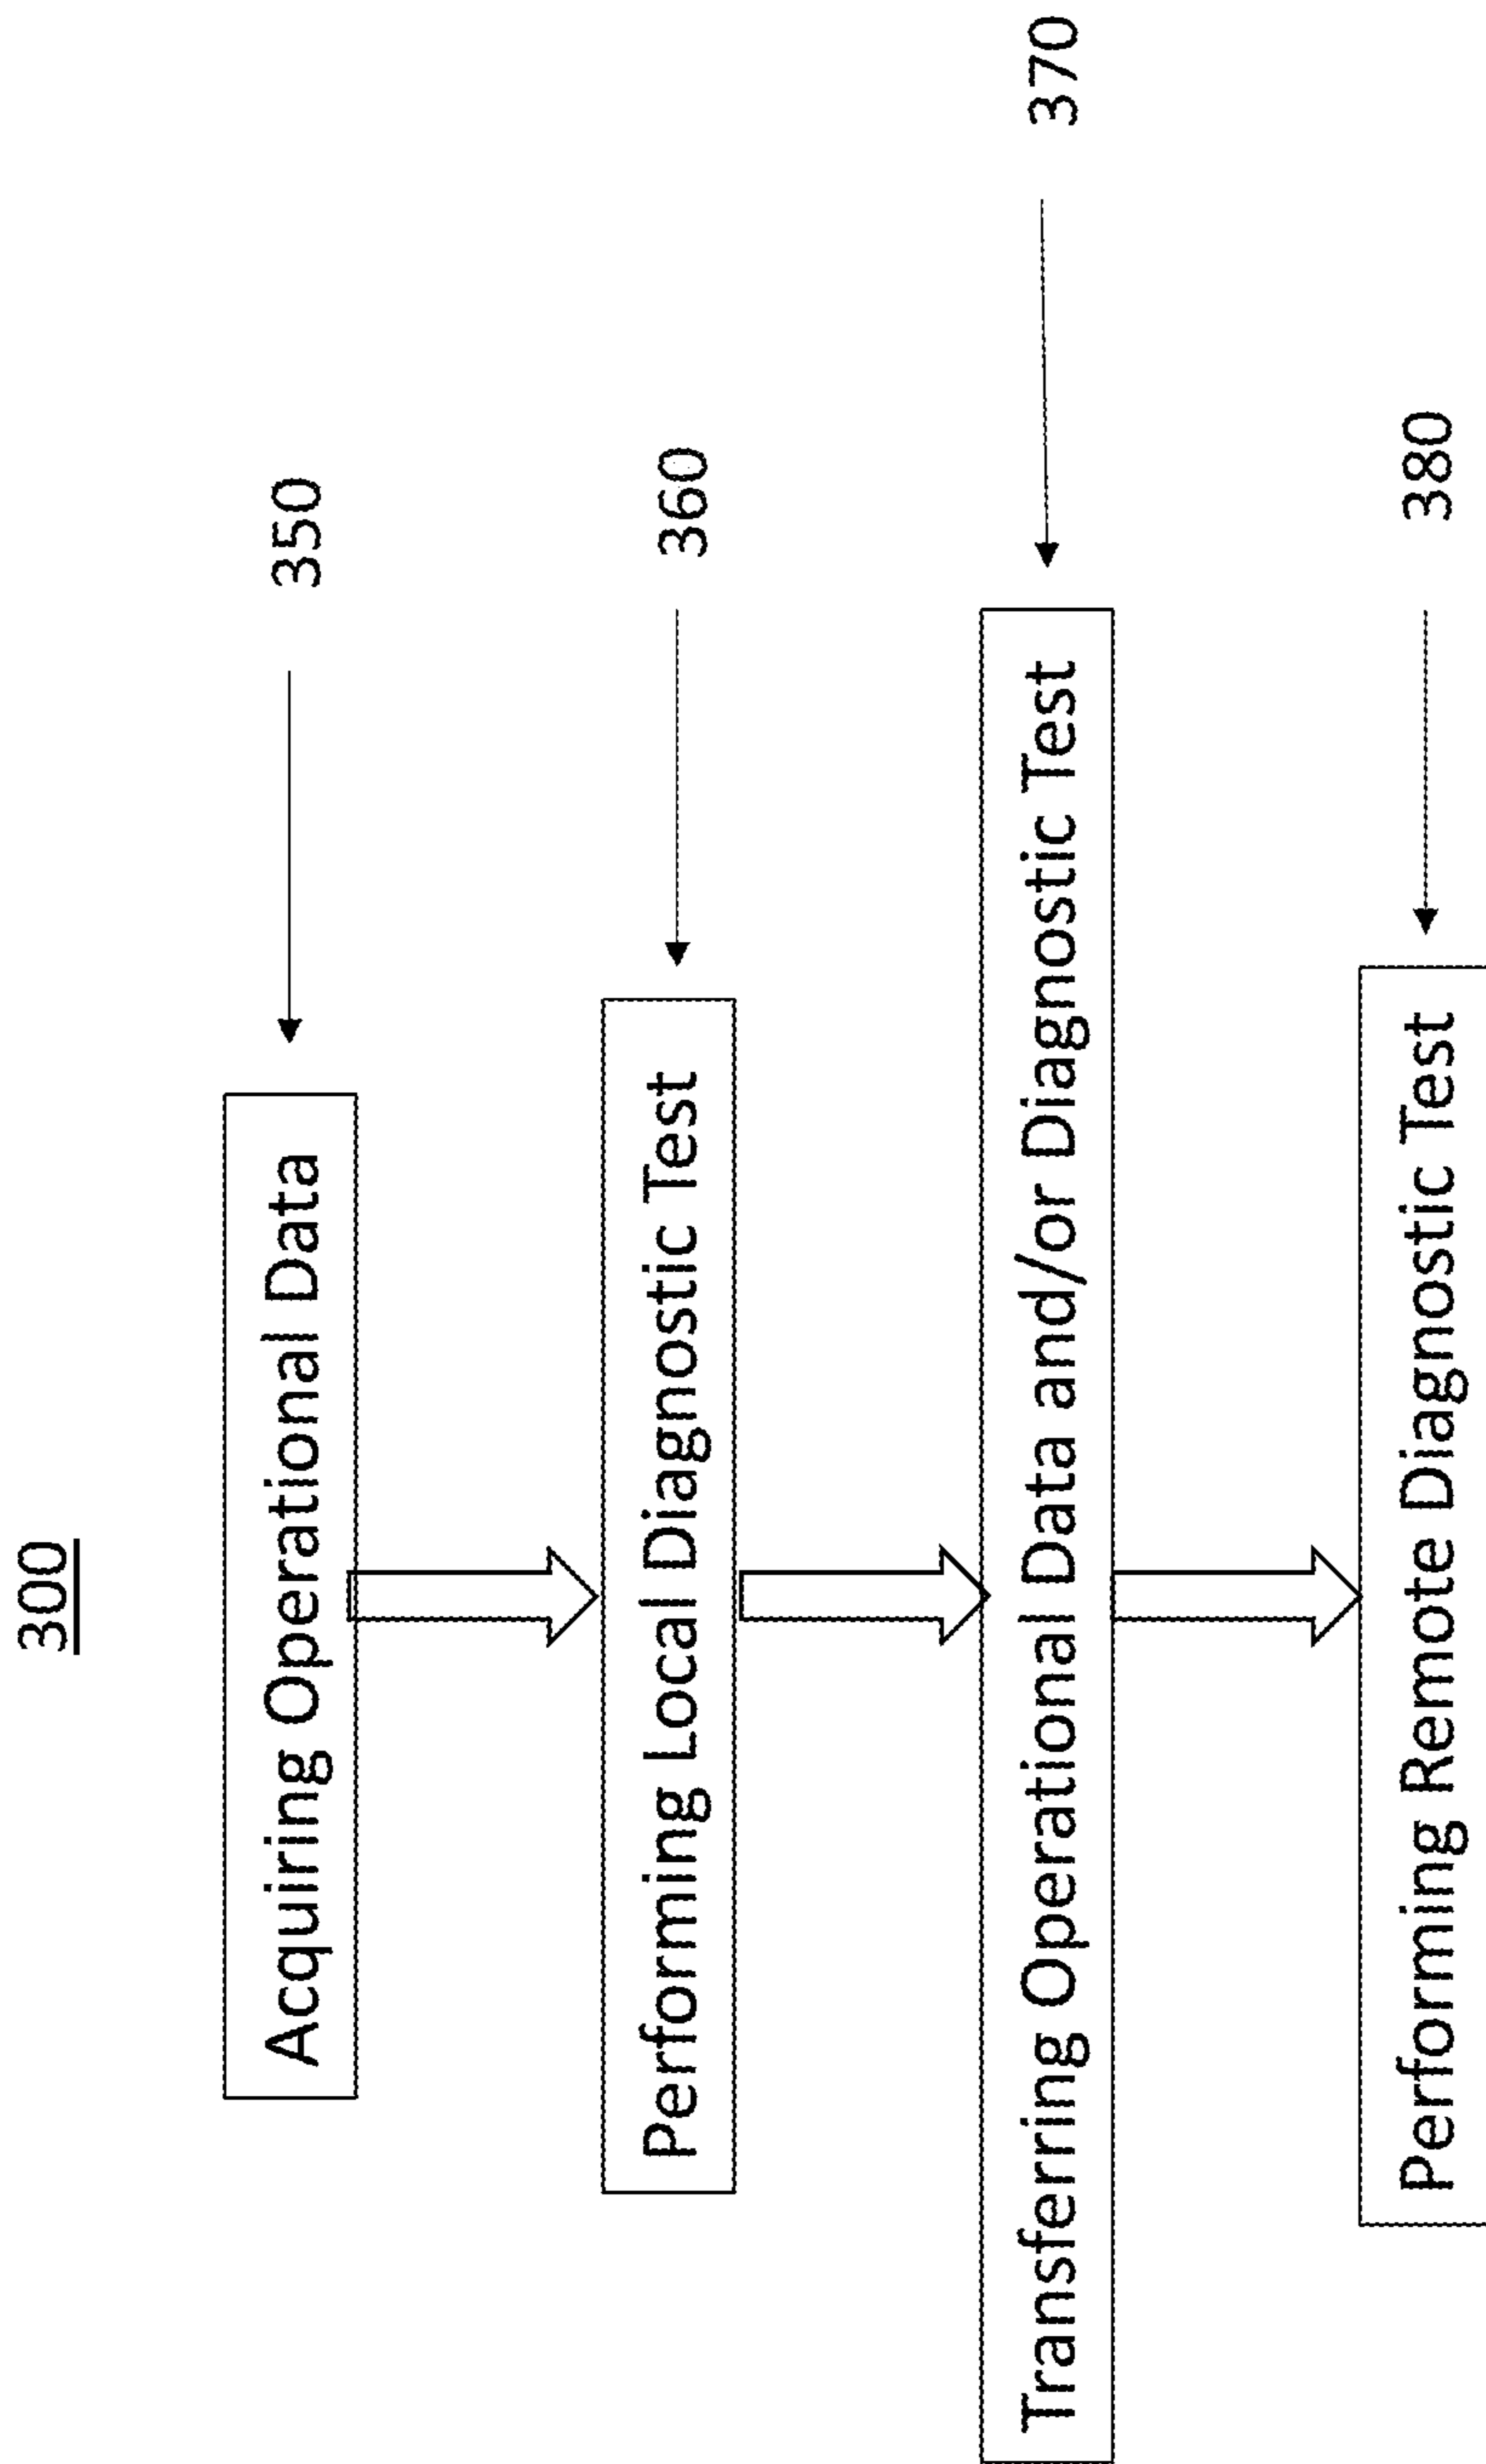 300
Acquiring Operational Data
350
Performing Local Diagnostic Test
360
Transferring Operational Data and/or Diagnostic Test
370
Performing Remote Diagnostic Test
380